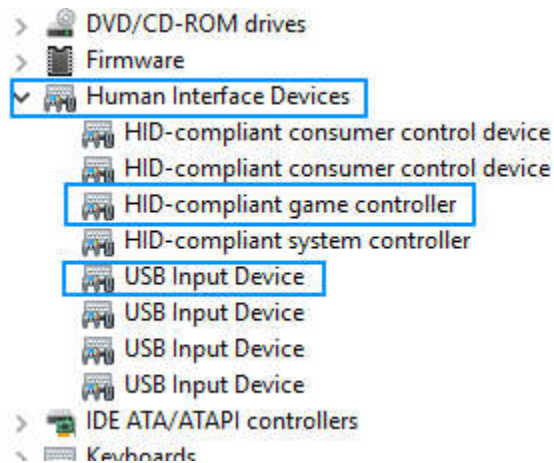 DVD/CD-ROM drives
Firmware
Human Interface Devices
HID-compliant consumer control device
HID-compliant consumer control device
HID-compliant game controller
HID-compliant system controller
USB Input Device
USB Input Device
USB Input Device
USB Input Device
IDE ATA/ATAPI controllers
Keyboards